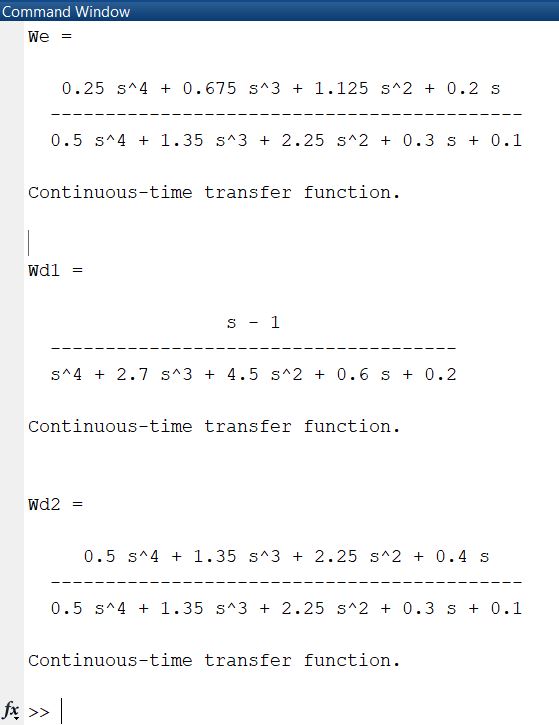 Command Window
We =
0.25 s^4 + 0.675 s^3 + 1.125 s^2 + 0.2 s
-------------------------------------------
0.5 s^4 + 1.35 s^3 + 2.25 s^2 + 0.3 s + 0.1
Continuous-time transfer function.
Wd1 =
s - 1
-------------------------------------
s^4 + 2.7 s^3 + 4.5 s^2 + 0.6 s + 0.2
Continuous-time transfer function.
Wd2 =
0.5 s^4 + 1.35 s^3 + 2.25 s^2 + 0.4 s
-------------------------------------------
0.5 s^4 + 1.35 s^3 + 2.25 s^2 + 0.3 s + 0.1
Continuous-time transfer function.
fx >>